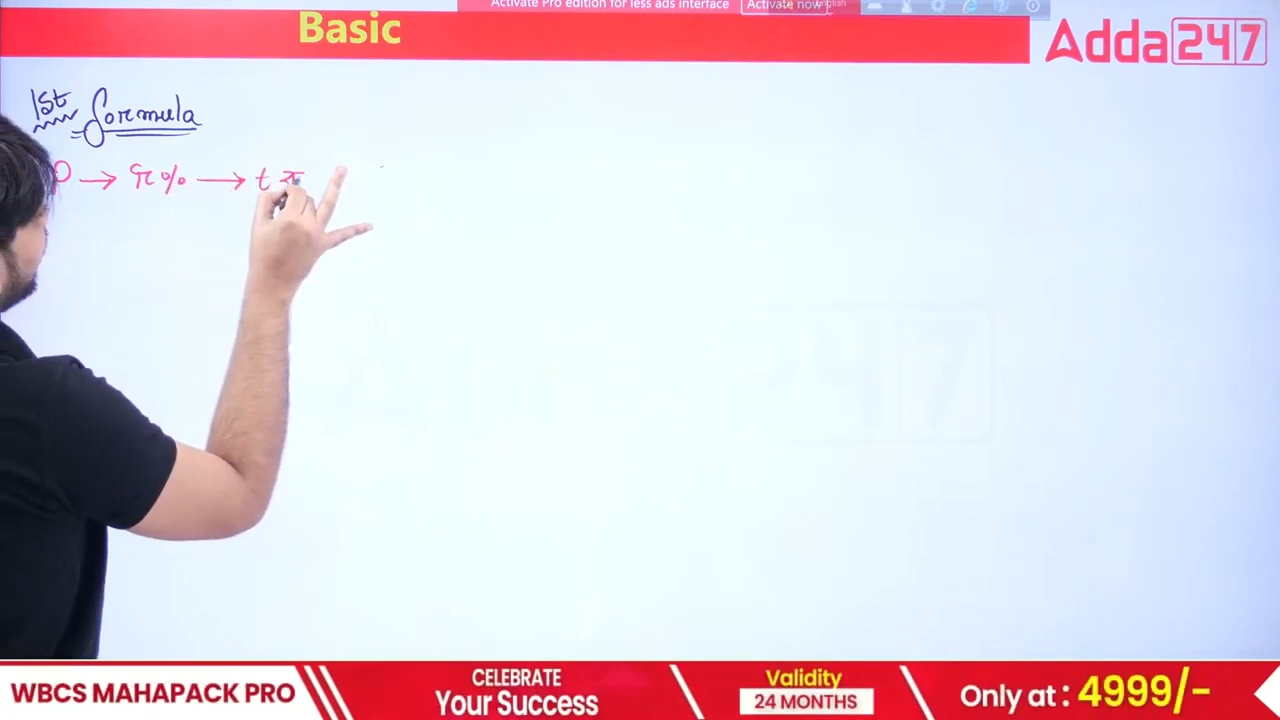 Activate Pro edition for less ads interface Activate now
Basic
Adda247
1st formula
P → r% → t
WBCS MAHAPACK PRO
CELEBRATE
Your Success
Validity
24 MONTHS
Only at : 4999/-